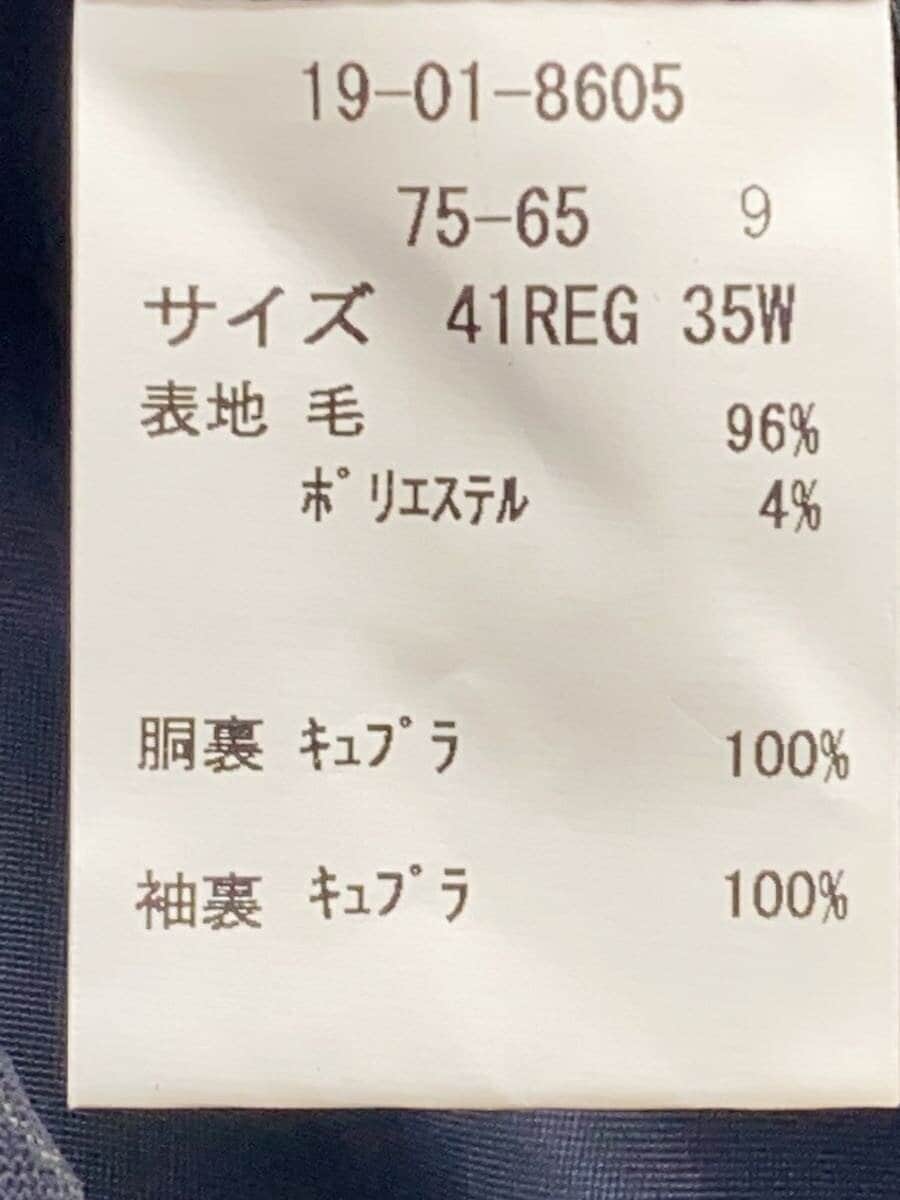 19-01-8605
75-65 9
サイズ 41REG 35W
表地 毛 96%
ﾎﾟﾘｴｽﾃﾙ 4%
胴裏 ｷｭﾌﾟﾗ 100%
袖裏 ｷｭﾌﾟﾗ 100%